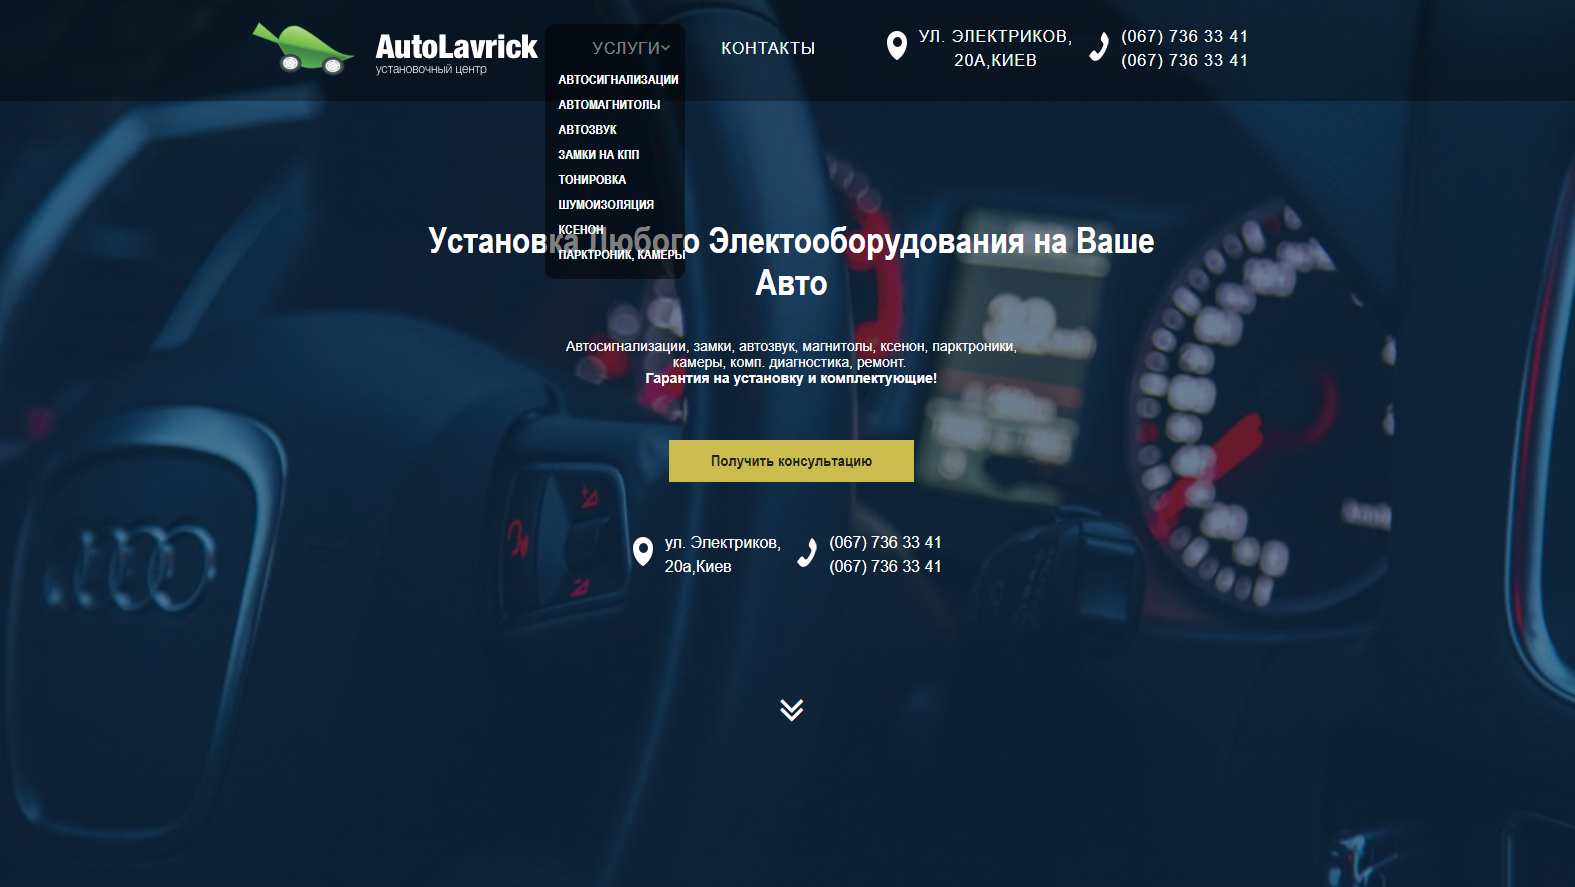 AutoLavrick
установочный центр
УСЛУГИ
КОНТАКТЫ
УЛ. ЭЛЕКТРИКОВ,
20А,КИЕВ
(067) 736 33 41
(067) 736 33 41
АВТОСИГНАЛИЗАЦИИ
АВТОМАГНИТОЛЫ
АВТОЗВУК
ЗАМКИ НА КПП
ТОНИРОВКА
ШУМОИЗОЛЯЦИЯ
КСЕНОН
ПАРКТРОНИК, КАМЕРЫ
Установка Любого Электооборудования на Ваше
Авто
Автосигнализации, замки, автозвук, магнитолы, ксенон, парктроники,
камеры, комп. диагностика, ремонт.
Гарантия на установку и комплектующие!
Получить консультацию
ул. Электриков,
20а,Киев
(067) 736 33 41
(067) 736 33 41